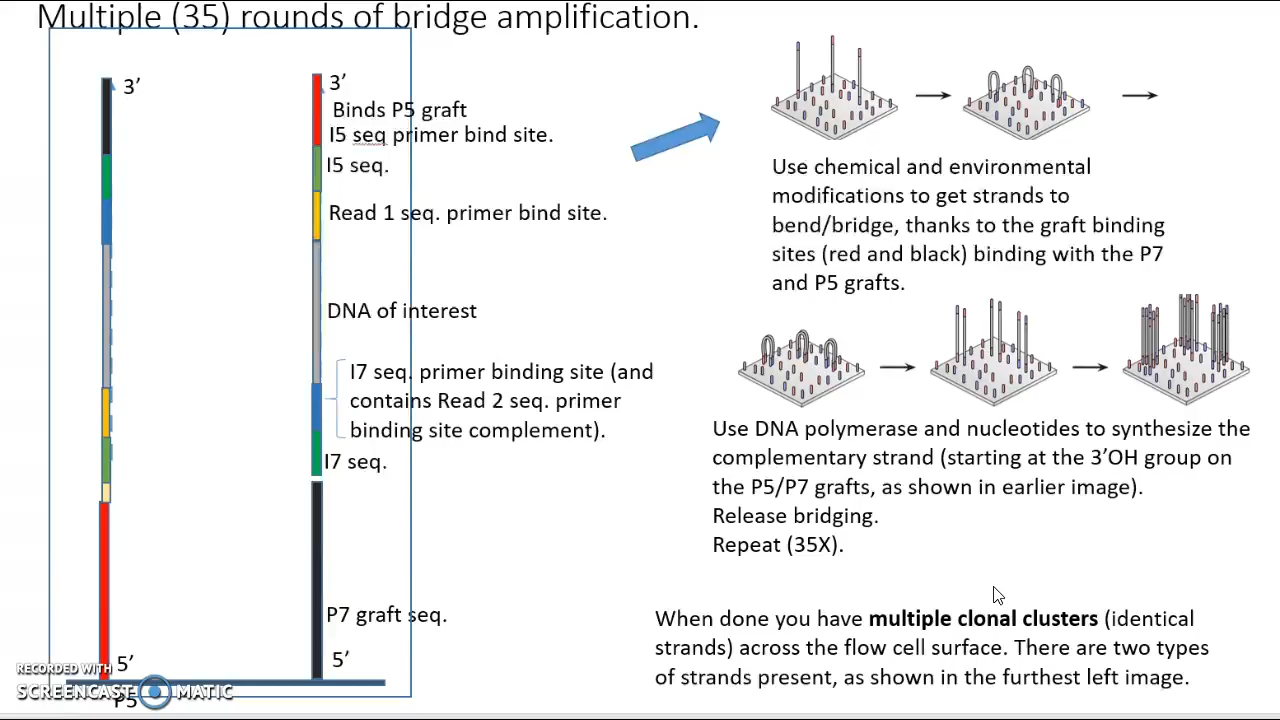 Multiple (35) rounds of bridge amplification.
3’
3’
Binds P5 graft
I5 seq primer bind site.
I5 seq.
Read 1 seq. primer bind site.
DNA of interest
I7 seq. primer binding site (and
contains Read 2 seq. primer
binding site complement).
I7 seq.
P7 graft seq.
5’
5’
P5
Use chemical and environmental
modifications to get strands to
bend/bridge, thanks to the graft binding
sites (red and black) binding with the P7
and P5 grafts.
Use DNA polymerase and nucleotides to synthesize the
complementary strand (starting at the 3’OH group on
the P5/P7 grafts, as shown in earlier image).
Release bridging.
Repeat (35X).
When done you have multiple clonal clusters (identical
strands) across the flow cell surface. There are two types
of strands present, as shown in the furthest left image.
RECORDED WITH
SCREENCAST MATIC